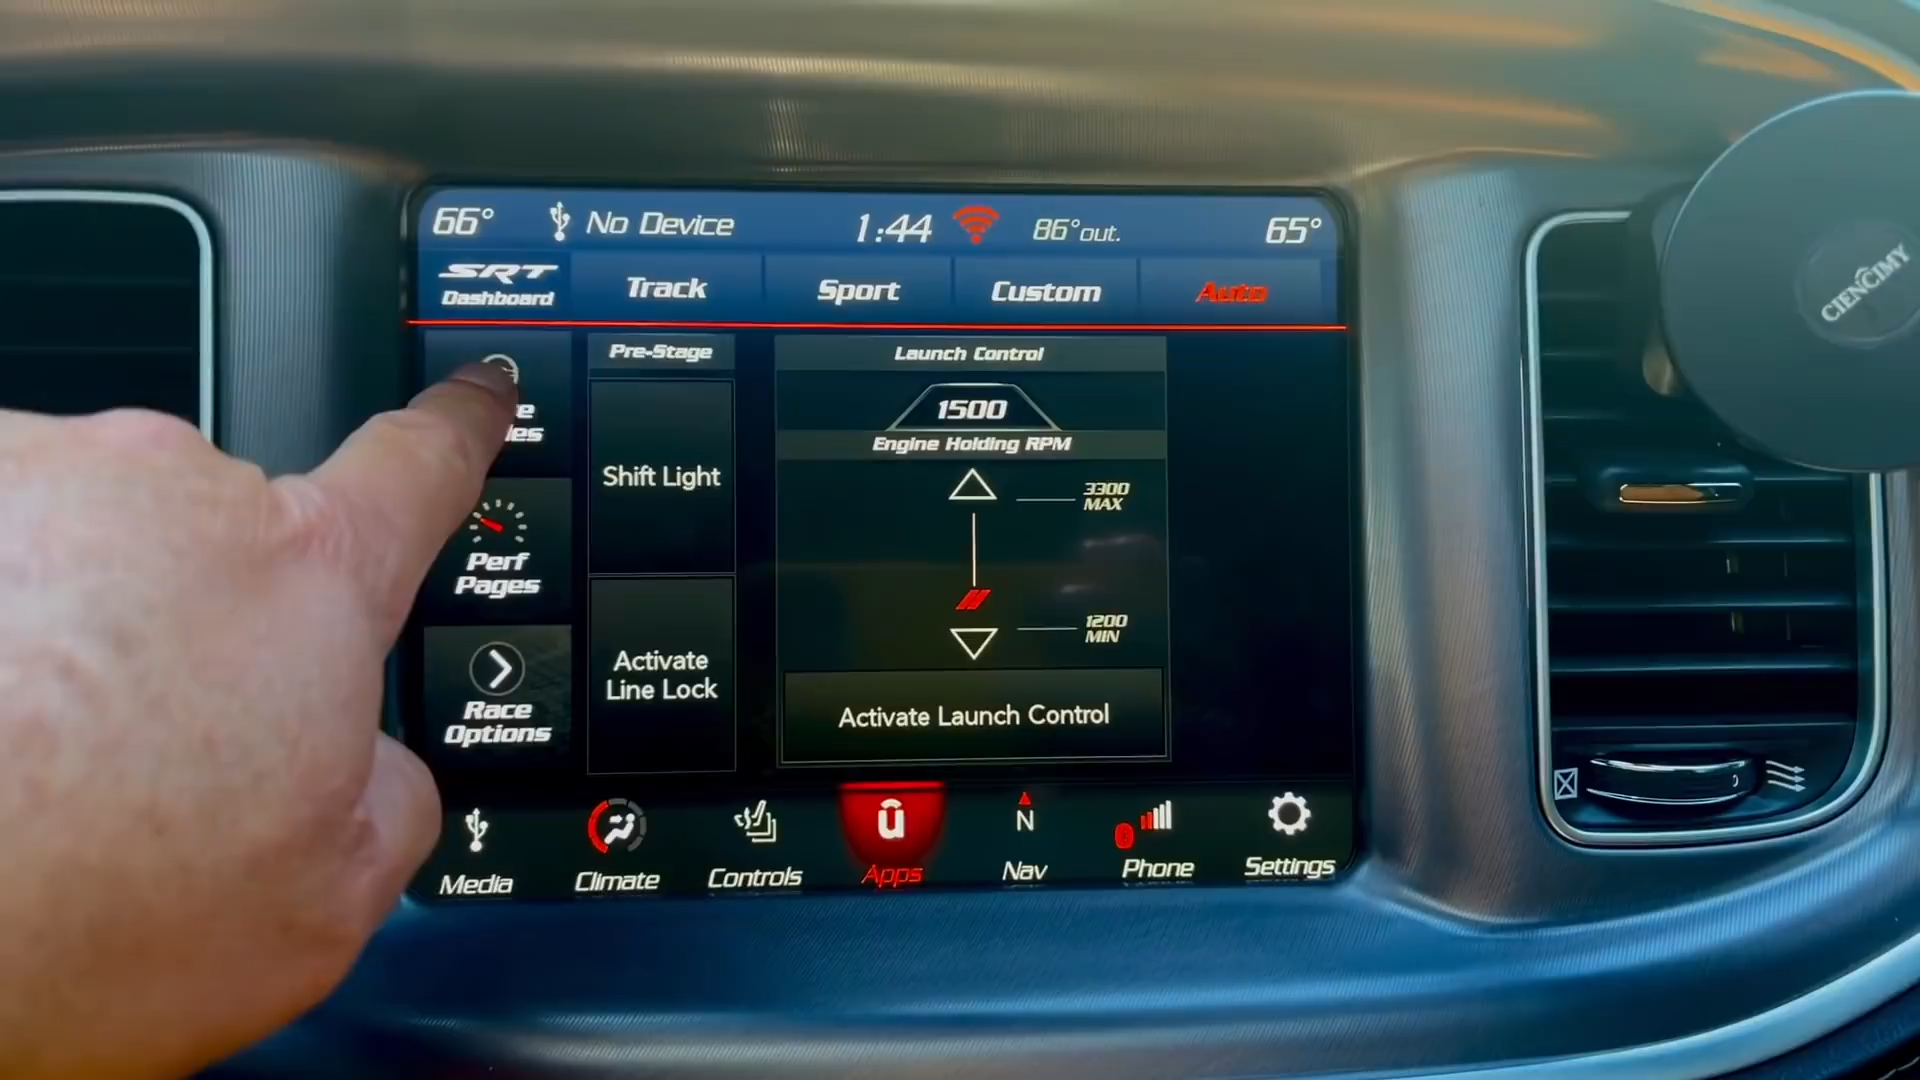 66°
No Device
1:44
86°out.
65°
SRT
Dashboard
Track
Sport
Custom
Auto
Pre-Stage
Shift Light
Activate
Line Lock
Perf
Pages
Race
Options
Launch Control
1500
Engine Holding RPM
3300
MAX
1200
MIN
Activate Launch Control
Media
Climate
Controls
Apps
N
Nav
Phone
Settings
CIENCIMY